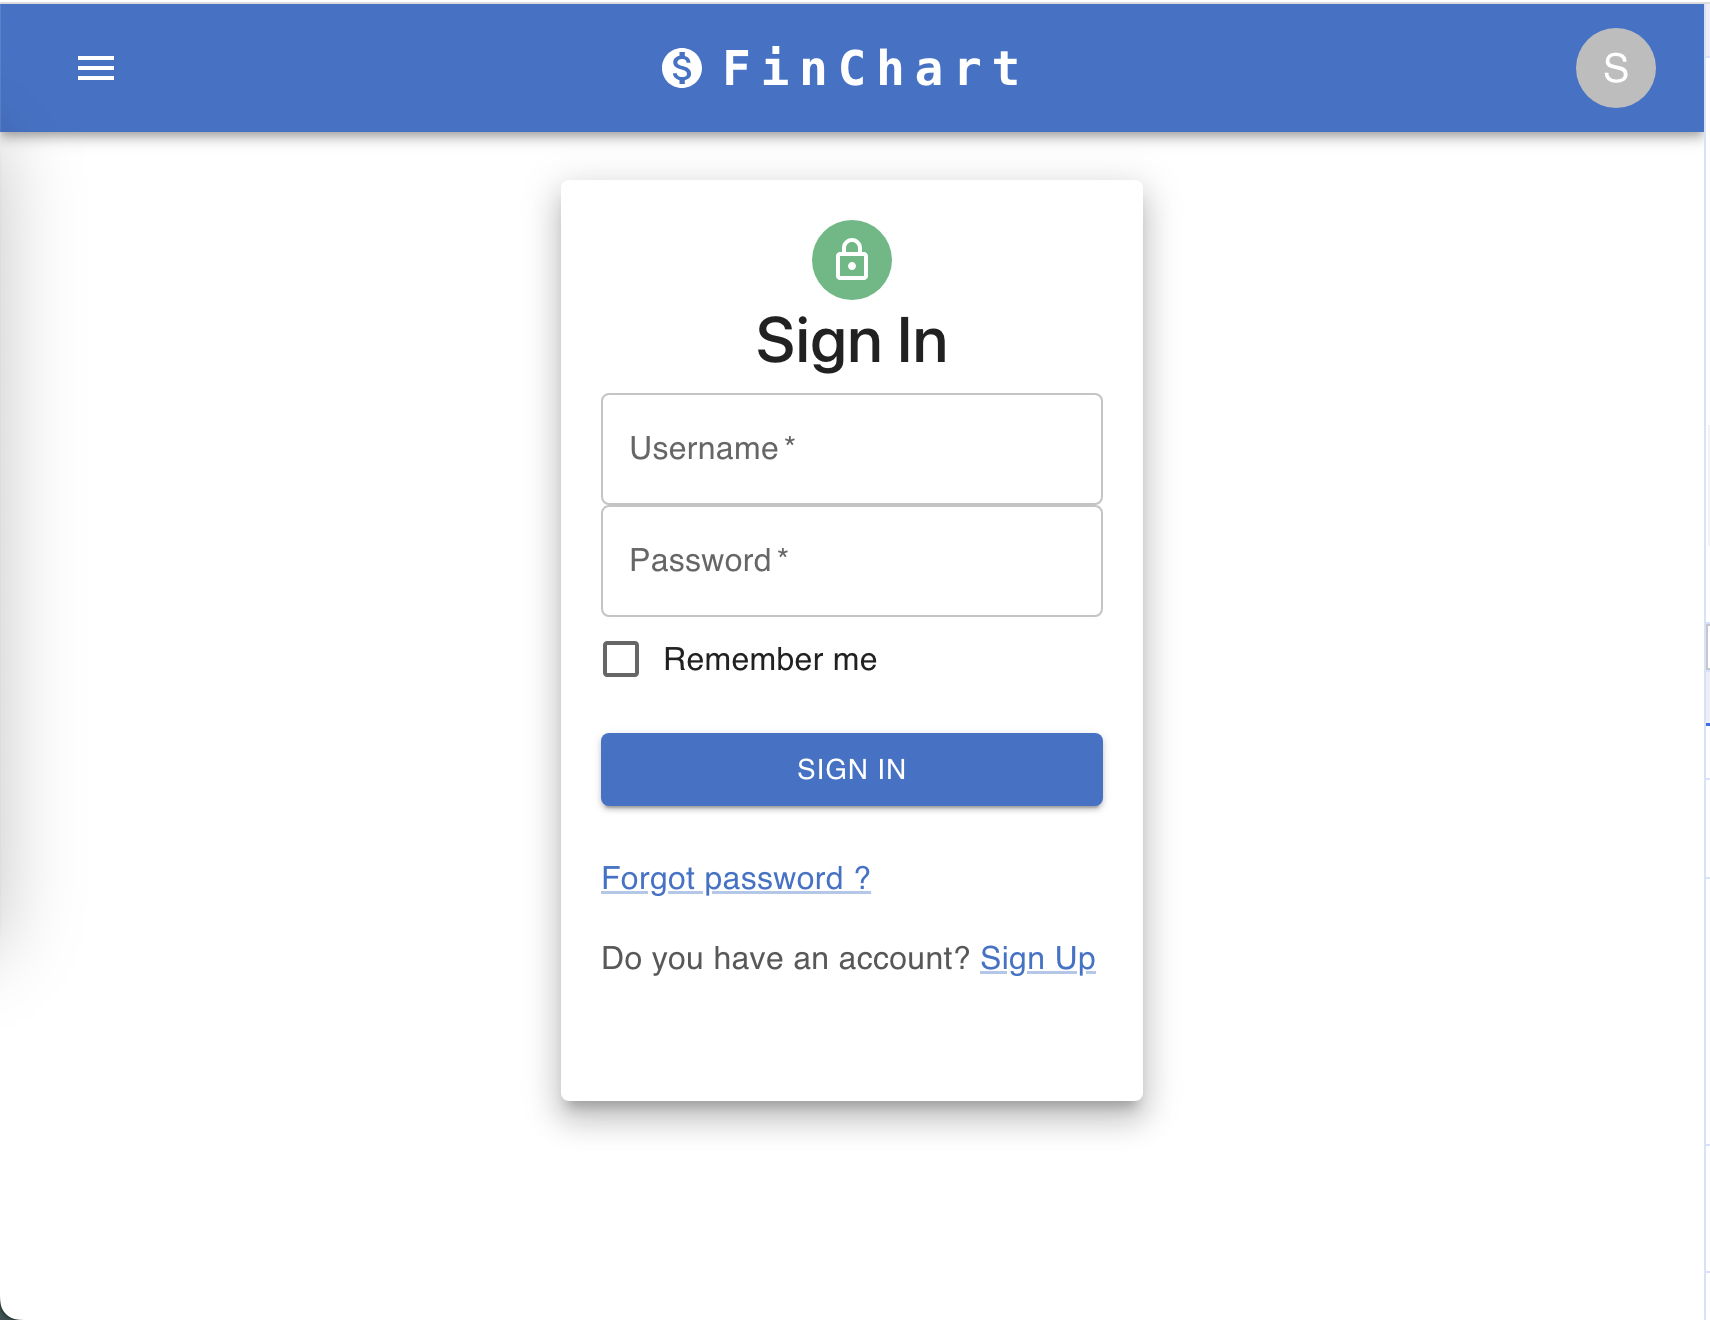 FinChart
S
Sign In
Username *
Password *
Remember me
SIGN IN
Forgot password ?
Do you have an account? Sign Up